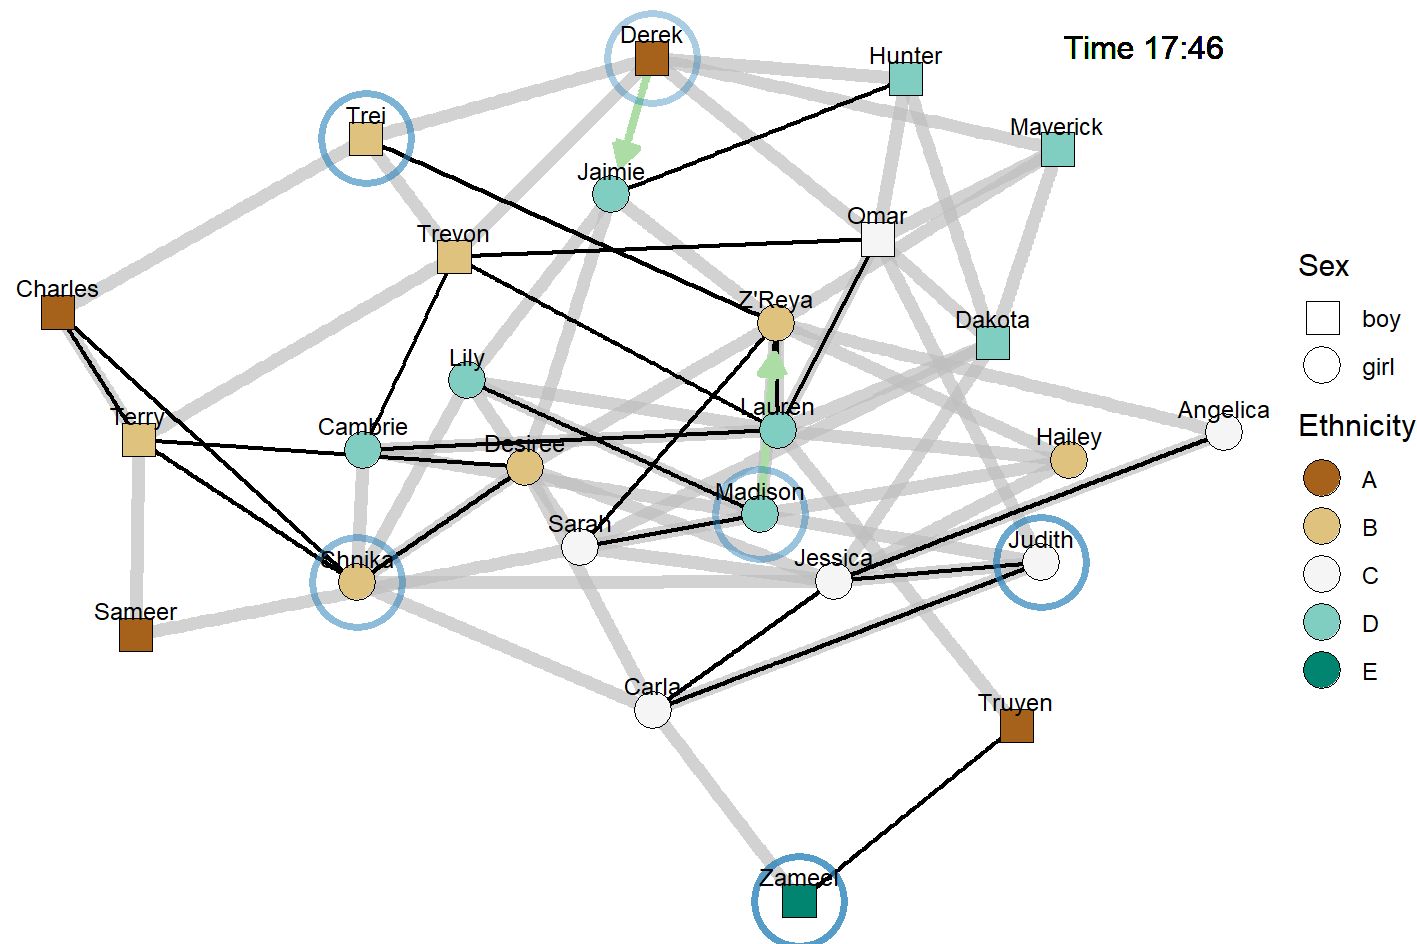 Derek
Time 17:46
Hunter
Trei
Maverick
Jaimie
Omar
Trevon
Charles
Z'Reya
Dakota
Lily
Lauren
Angelica
Terry
Cambrie
Desiree
Hailey
Madison
Sarah
Judith
Jessica
Chnika
Sameer
Carla
Truyen
Zameel
Sex
boy
girl
Ethnicity
A
B
C
D
E